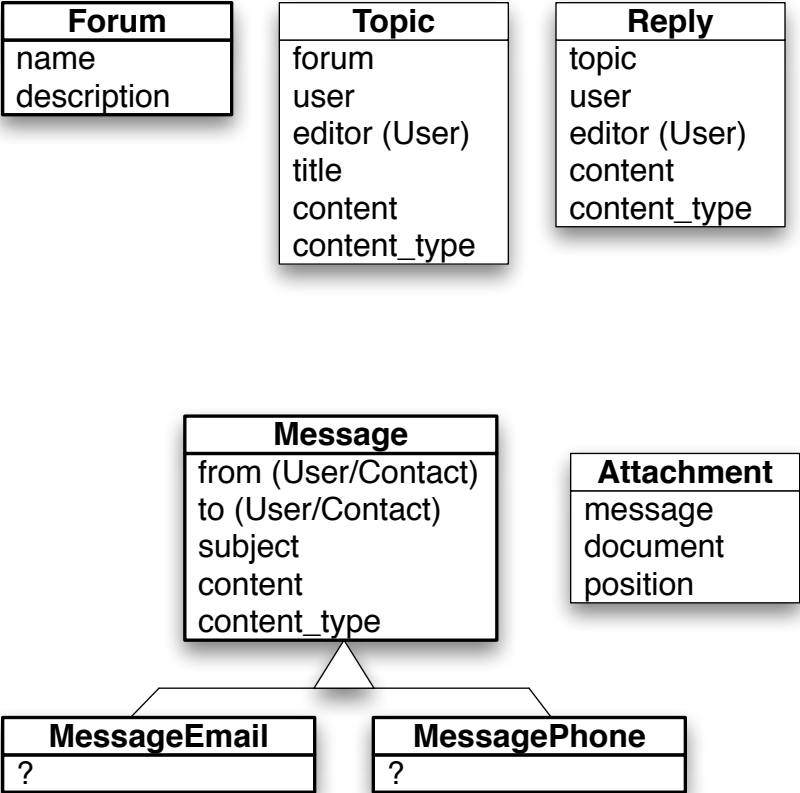 Forum
name
description
Topic
forum
user
editor (User)
title
content
content_type
Reply
topic
user
editor (User)
content
content_type
Message
from (User/Contact)
to (User/Contact)
subject
content
content_type
Attachment
message
document
position
MessageEmail
?
MessagePhone
?